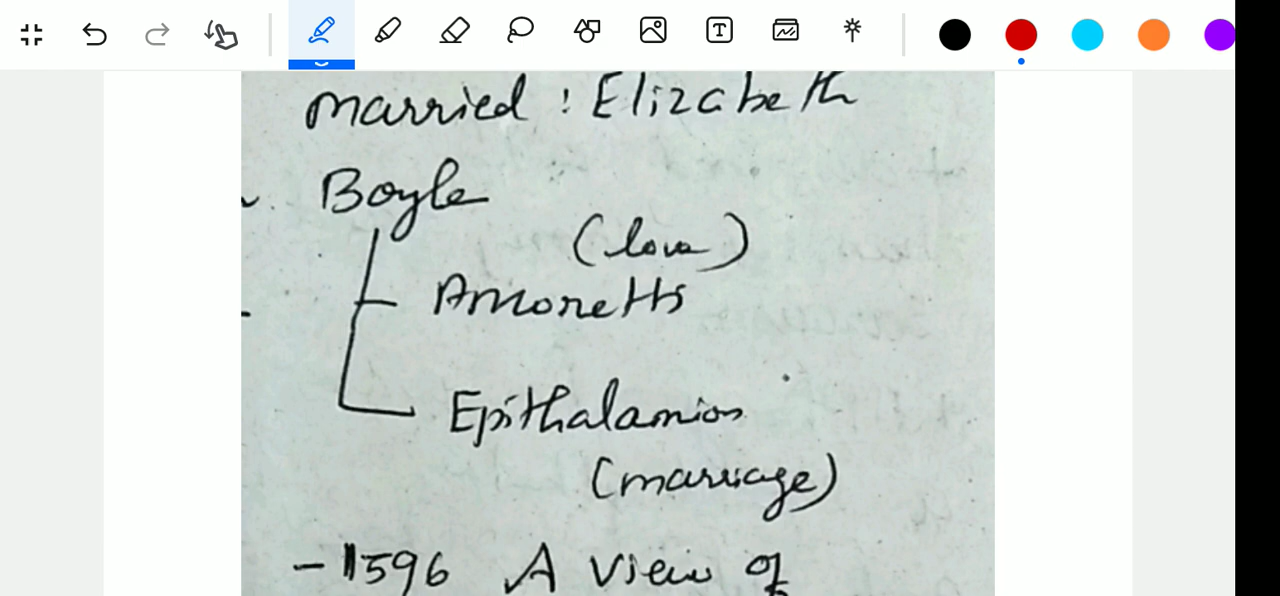 married : Elizabeth
Boyle
(love)
Amoretti
Epithalamion
(marriage)
- 1596 A View of